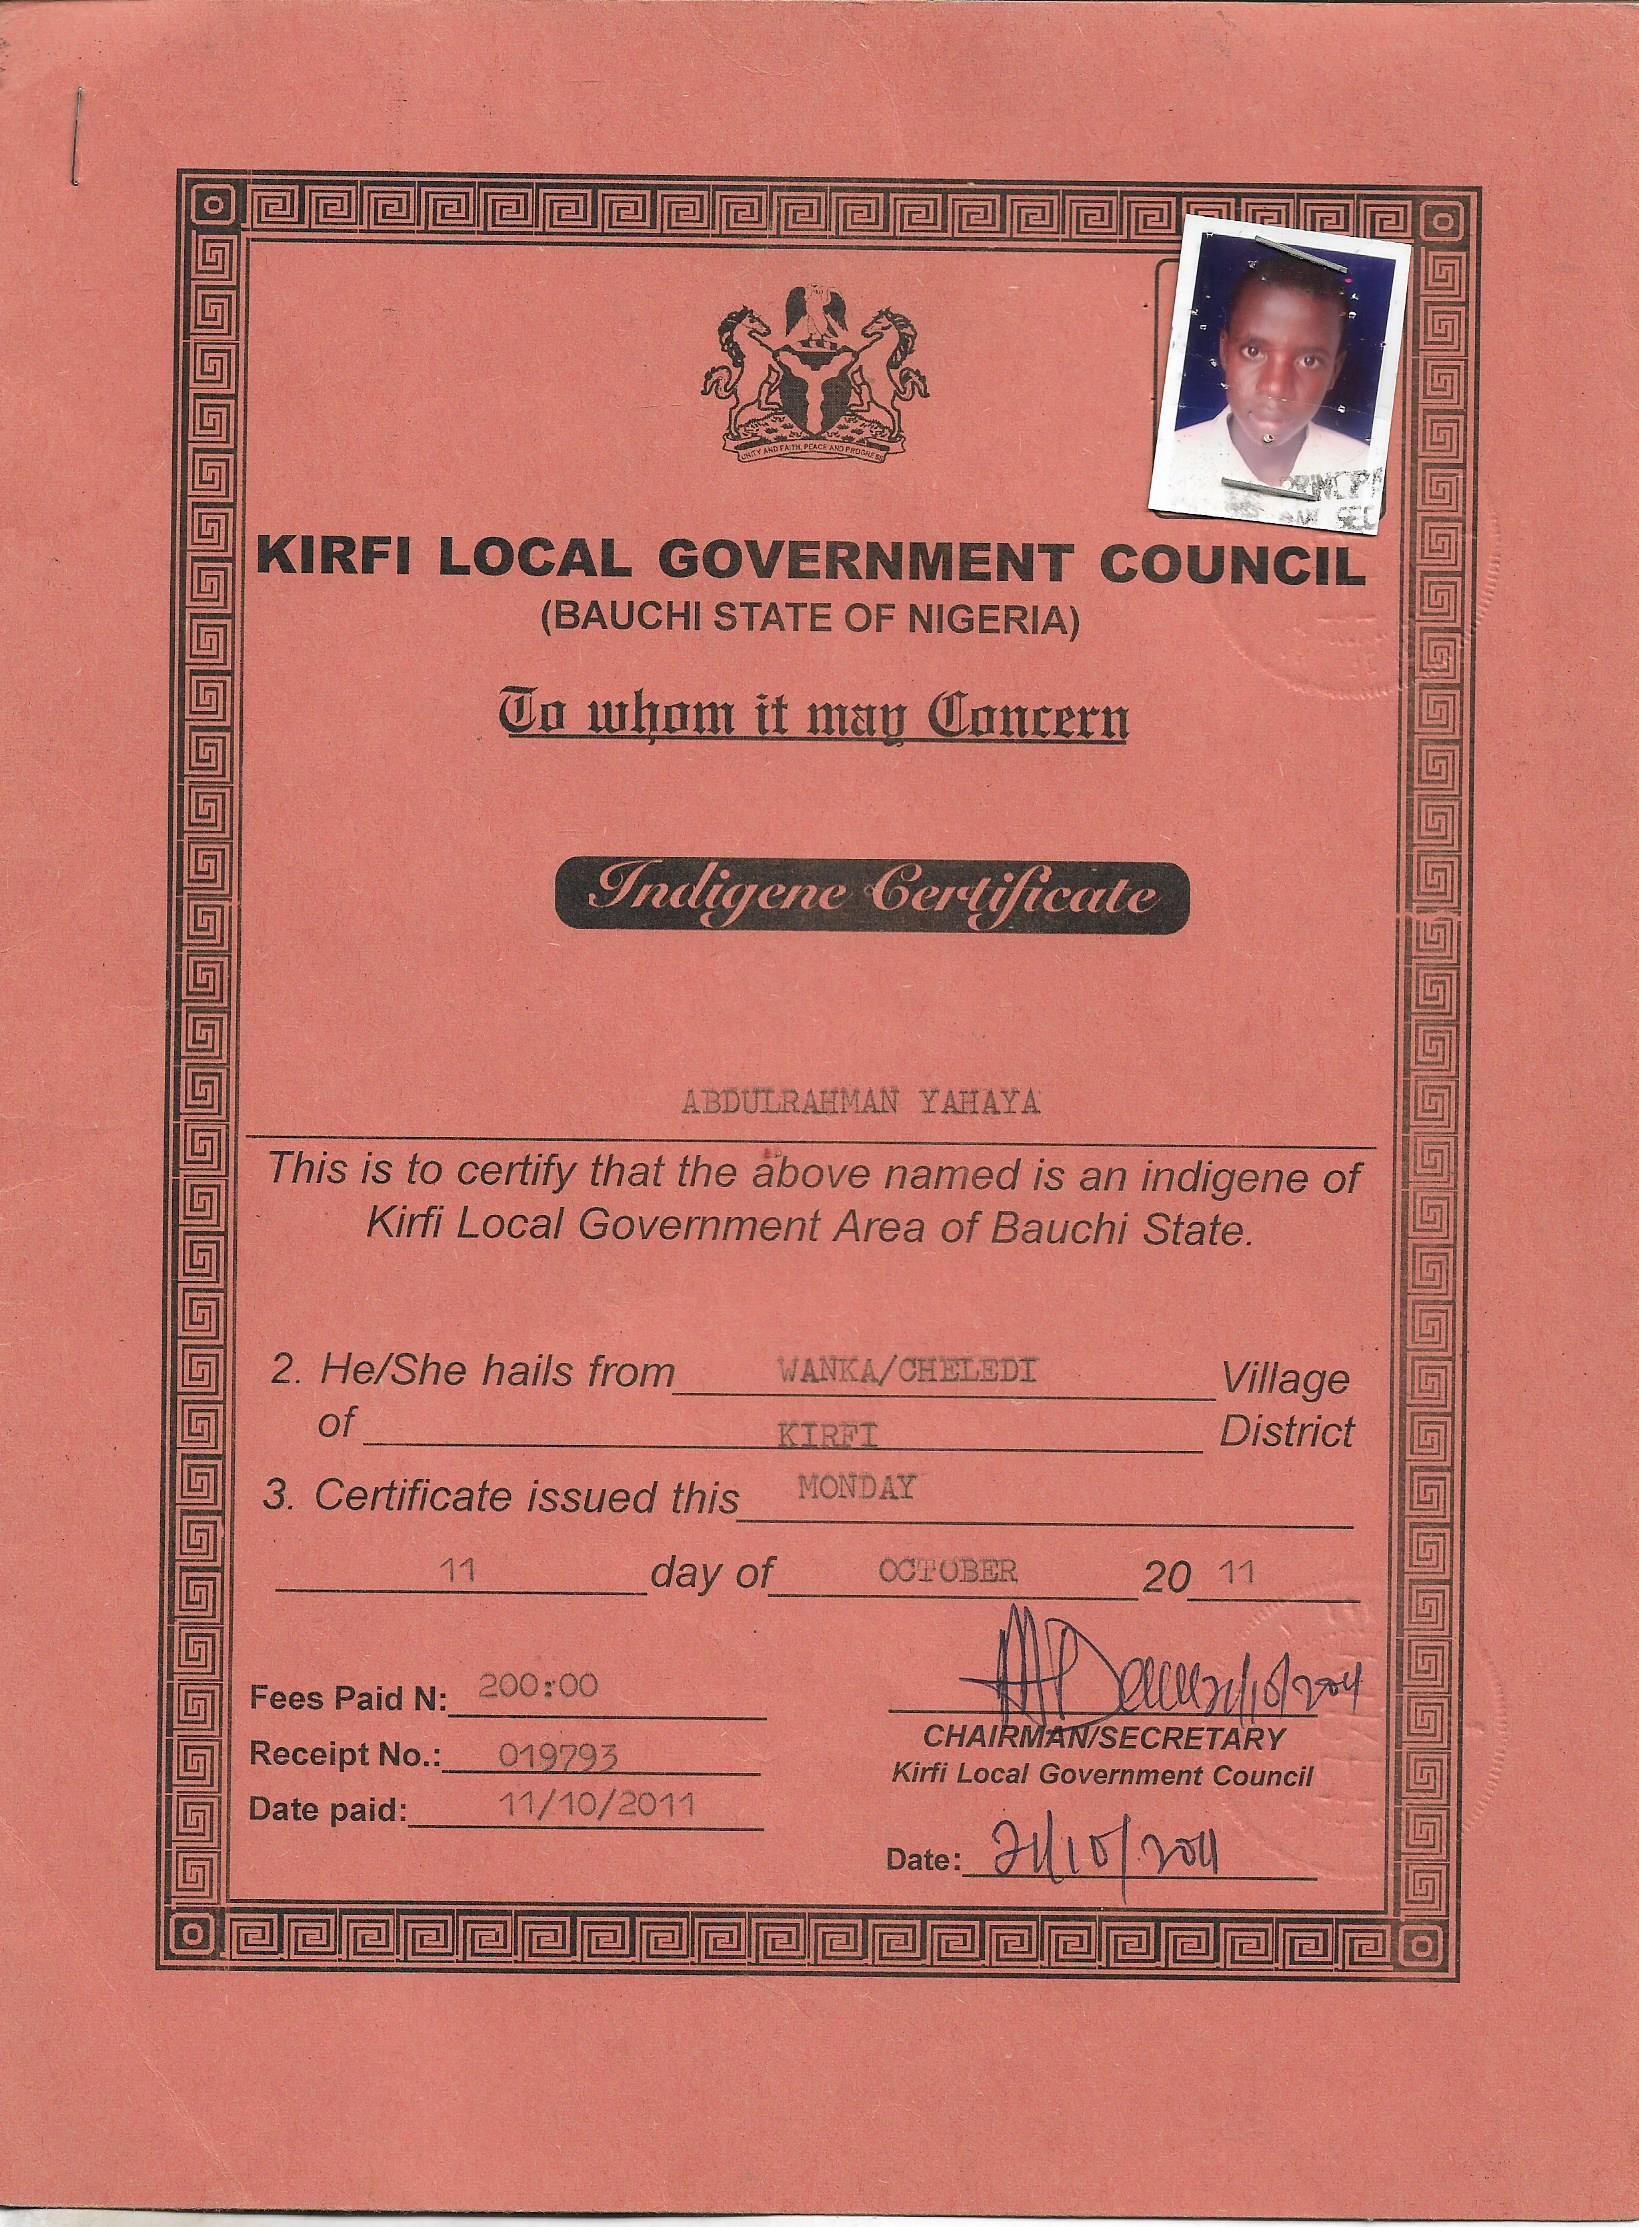 UNITY AND FAITH, PEACE AND PROGRESS
PRINCIP
SEC
KIRFI LOCAL GOVERNMENT COUNCIL
(BAUCHI STATE OF NIGERIA)
To whom it may Concern
Indigene Certificate
ABDULRAHMAN YAHAYA
This is to certify that the above named is an indigene of
Kirfi Local Government Area of Bauchi State.
2. He/She hails from WANKA/CHELEDI Village
of KIRFI District
3. Certificate issued this MONDAY
11 day of OCTOBER 20 11
Fees Paid N: 200:00
21/10/2011
CHAIRMAN/SECRETARY
Receipt No.: 019793
Kirfi Local Government Council
Date paid: 11/10/2011
Date: 21/10/2011